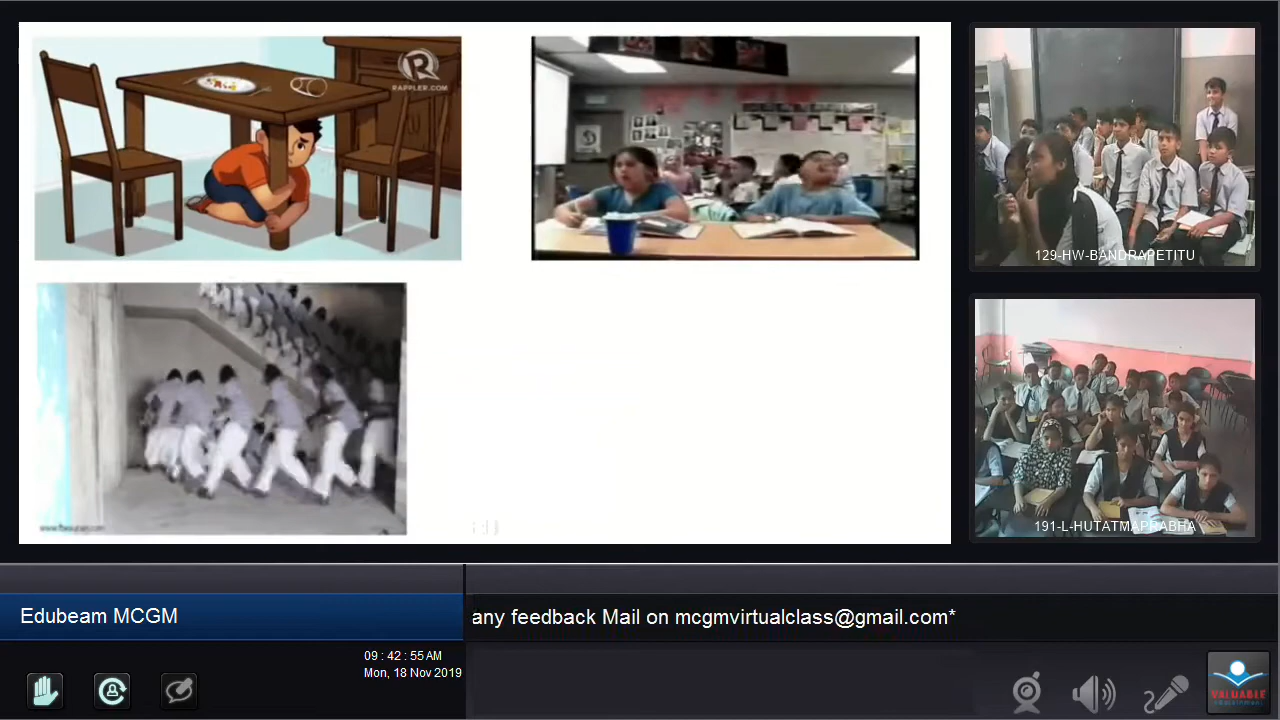 RAPPLER.COM
129-HW-BANDRAPETITU
191-L-HUTATMAPRABHA
Edubeam MCGM
any feedback Mail on mcgmvirtualclass@gmail.com*
09 : 42 : 55 AM
Mon, 18 Nov 2019
VALUABLE